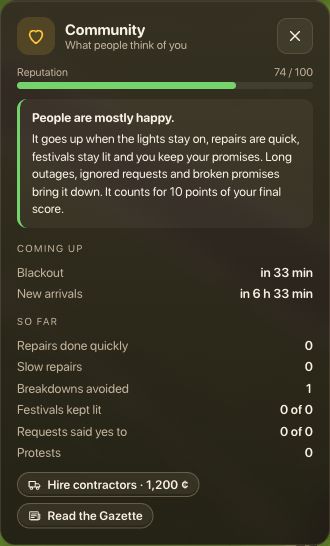 Community
What people think of you
Reputation 74 / 100
People are mostly happy.
It goes up when the lights stay on, repairs are quick,
festivals stay lit and you keep your promises. Long
outages, ignored requests and broken promises
bring it down. It counts for 10 points of your final
score.
COMING UP
Blackout in 33 min
New arrivals in 6 h 33 min
SO FAR
Repairs done quickly 0
Slow repairs 0
Breakdowns avoided 1
Festivals kept lit 0 of 0
Requests said yes to 0 of 0
Protests 0
Hire contractors · 1,200 ¢
Read the Gazette